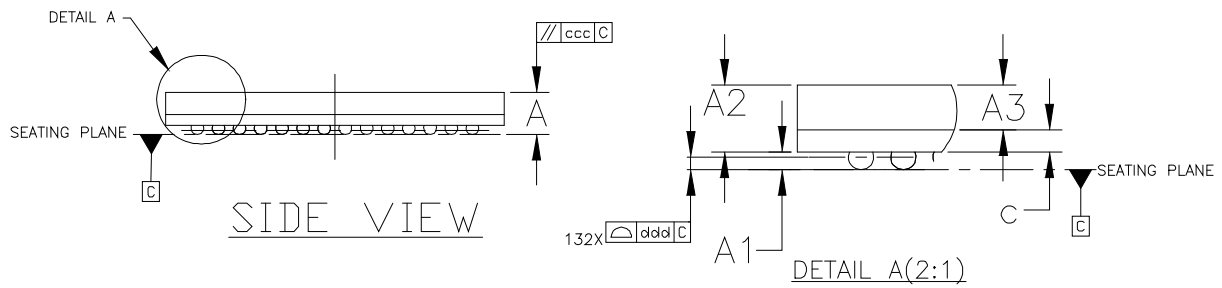 DETAIL A
// ccc C
A
SEATING PLANE
C
SIDE VIEW
A2
A3
SEATING PLANE
C
132X ⌓ ddd C
A1
c
DETAIL A(2:1)